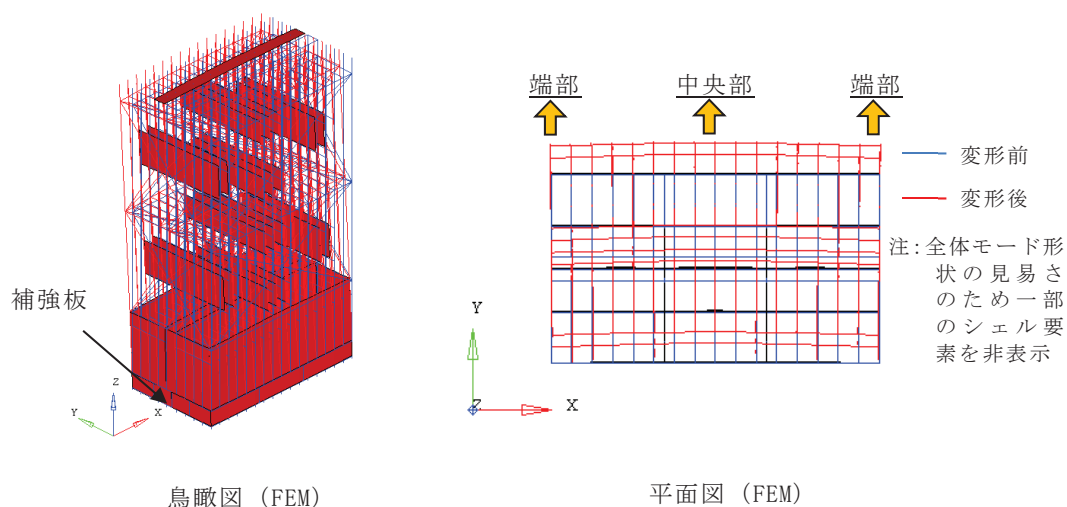 端部
中央部
端部
変形前
変形後
注:全体モード形
状の見易さ
のため一部
のシェル要
素を非表示
補強板
Z
Y
X
Y
Z
X
鳥瞰図 (FEM)
平面図 (FEM)